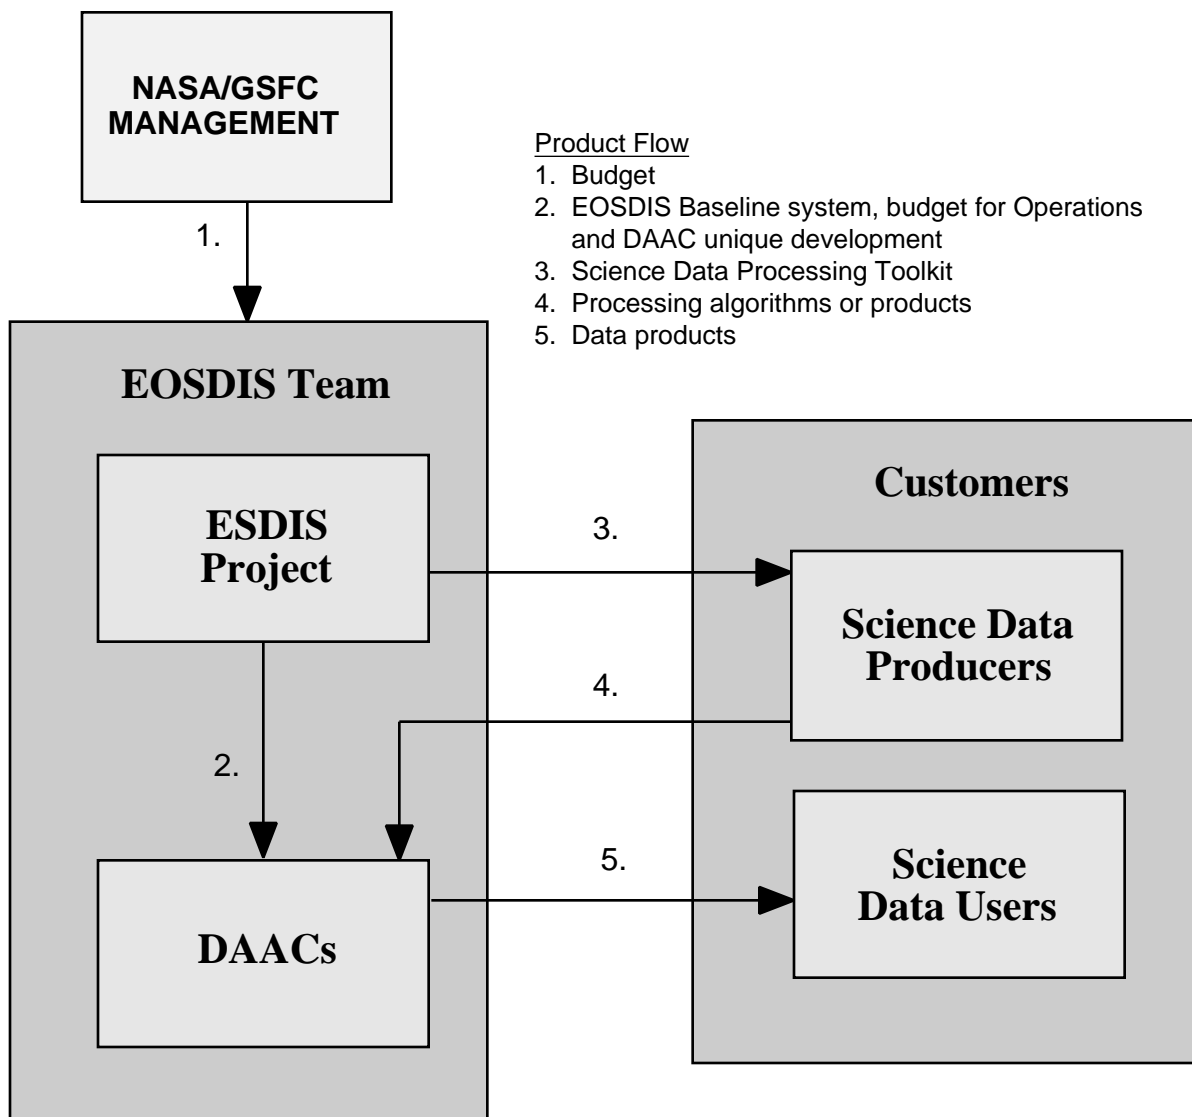 NASA/GSFC
MANAGEMENT
Product Flow
1. Budget
2. EOSDIS Baseline system, budget for Operations
and DAAC unique development
3. Science Data Processing Toolkit
4. Processing algorithms or products
5. Data products
1.
EOSDIS Team
ESDIS
Project
2.
DAACs
3.
4.
5.
Customers
Science Data
Producers
Science
Data Users